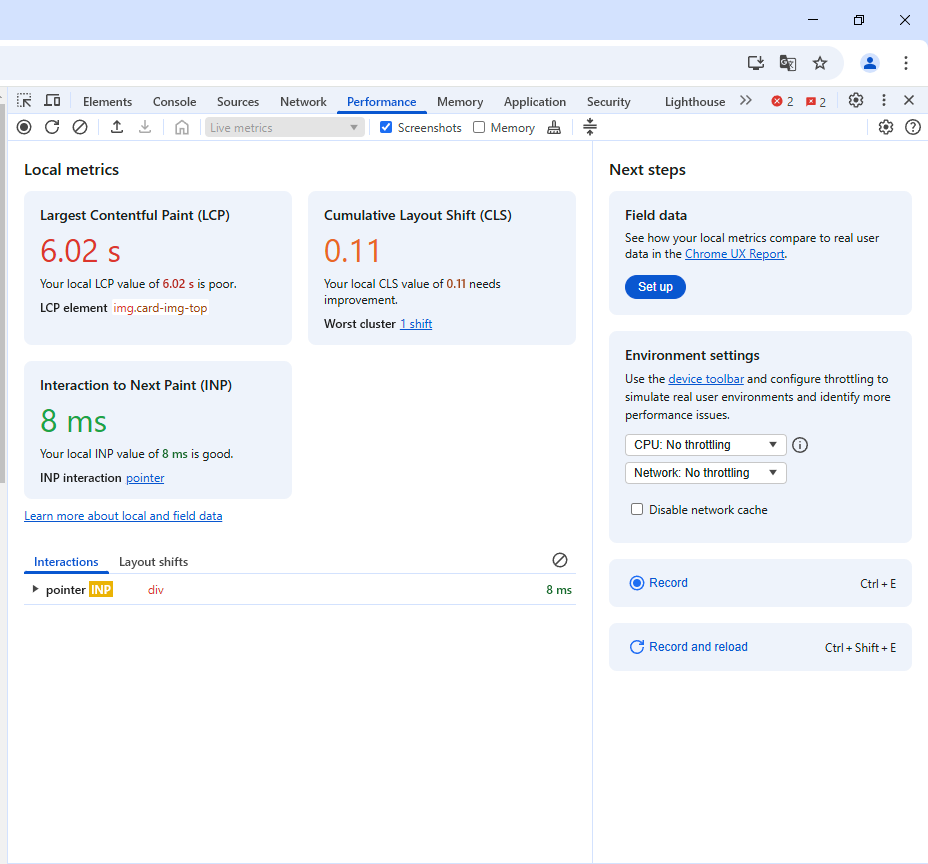 Elements Console Sources Network Performance Memory Application Security Lighthouse 2 2
Live metrics Screenshots Memory
Local metrics
Largest Contentful Paint (LCP)
6.02 s
Your local LCP value of 6.02 s is poor.
LCP element img.card-img-top
Cumulative Layout Shift (CLS)
0.11
Your local CLS value of 0.11 needs
improvement.
Worst cluster 1 shift
Interaction to Next Paint (INP)
8 ms
Your local INP value of 8 ms is good.
INP interaction pointer
Learn more about local and field data
Interactions Layout shifts
pointer INP div 8 ms
Next steps
Field data
See how your local metrics compare to real user
data in the Chrome UX Report.
Set up
Environment settings
Use the device toolbar and configure throttling to
simulate real user environments and identify more
performance issues.
CPU: No throttling
Network: No throttling
Disable network cache
Record Ctrl + E
Record and reload Ctrl + Shift + E